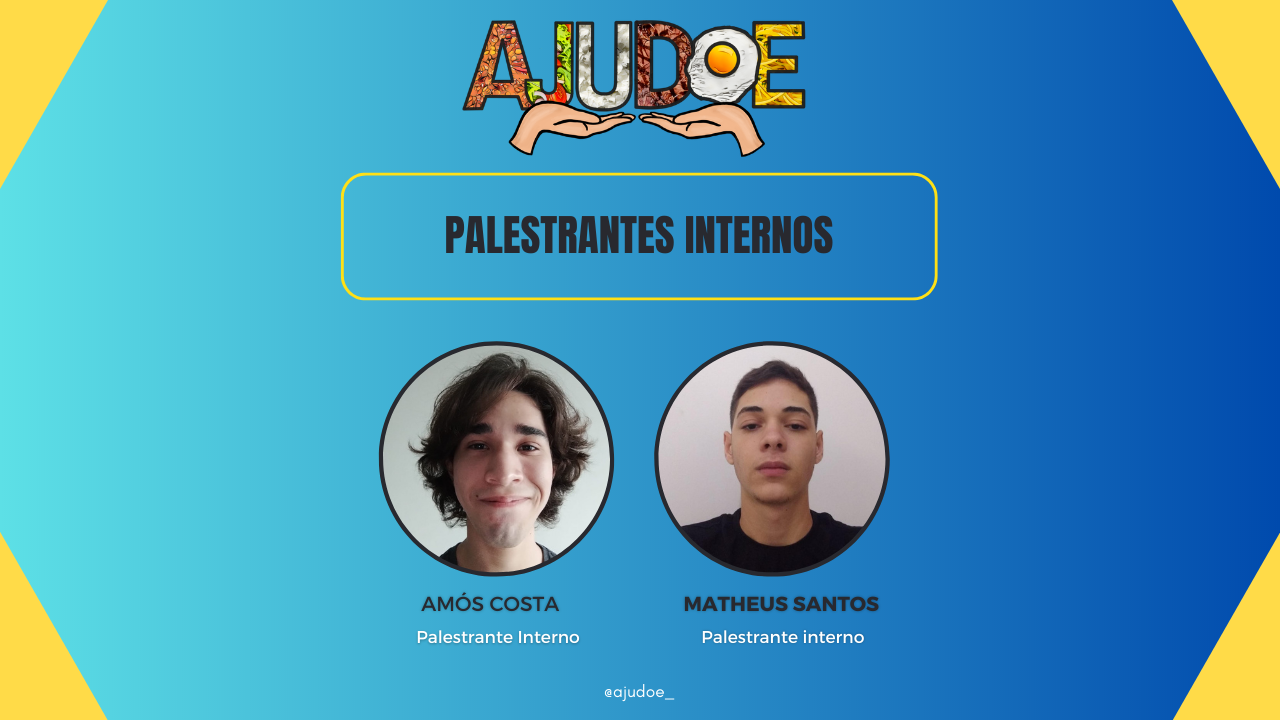 AJUDOE
PALESTRANTES INTERNOS
AMÓS COSTA
MATHEUS SANTOS
Palestrante Interno
Palestrante interno
@ajudoe_